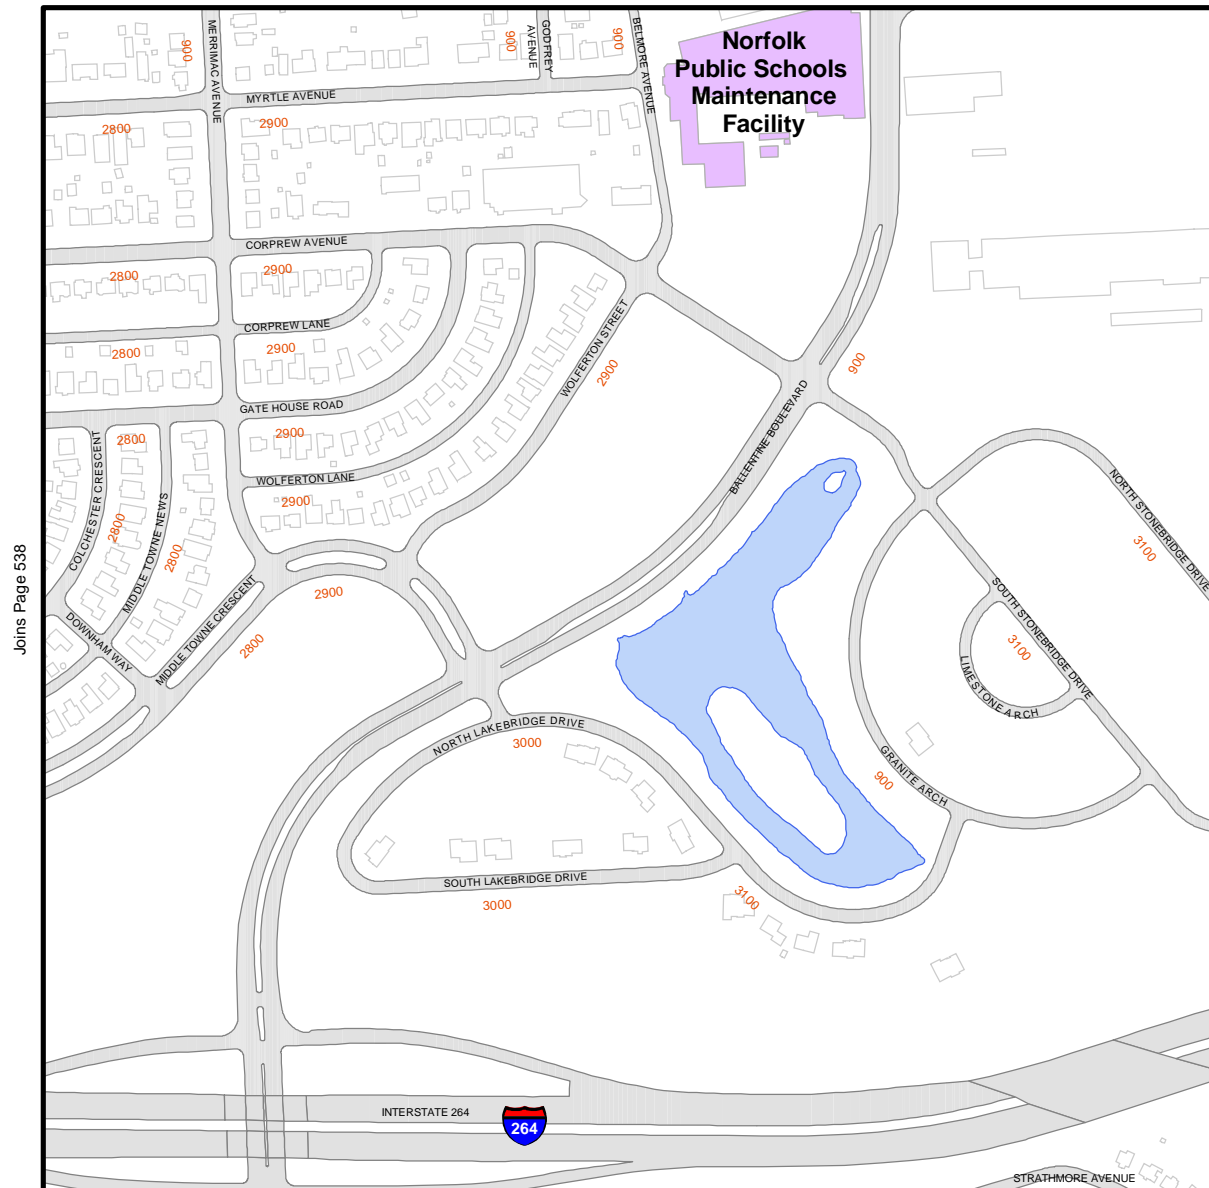 MERRIMAC AVENUE
900
900
GODFREY
AVENUE
900
BELMORE AVENUE
Norfolk
Public Schools
Maintenance
Facility
MYRTLE AVENUE
2800
2900
CORPREW AVENUE
2800
2900
CORPREW LANE
2800
2900
WOLFERTON STREET
2900
900
BALLENTINE BOULEVARD
GATE HOUSE ROAD
2800
2900
COLCHESTER CRESCENT
WOLFERTON LANE
2900
MIDDLE TOWNE NEWS
2800
2800
NORTH STONEBRIDGE DRIVE
3100
Joins Page 538
DOWNHAM WAY
MIDDLE TOWNE CRESCENT
2900
2800
SOUTH STONEBRIDGE DRIVE
3100
LIMESTONE ARCH
NORTH LAKEBRIDGE DRIVE
3000
GRANITE ARCH
900
SOUTH LAKEBRIDGE DRIVE
3000
3100
INTERSTATE 264
264
STRATHMORE AVENUE